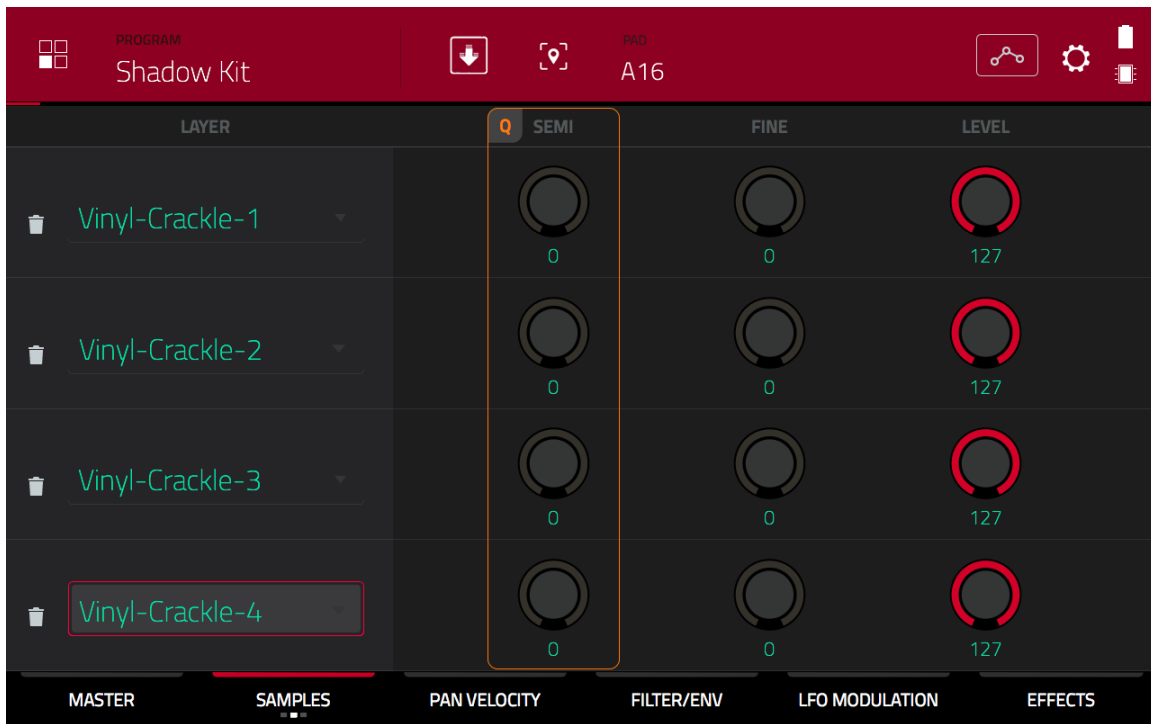 PROGRAM
Shadow Kit
PAD
A16
LAYER
Q SEMI
FINE
LEVEL
Vinyl-Crackle-1
0
0
127
Vinyl-Crackle-2
0
0
127
Vinyl-Crackle-3
0
0
127
Vinyl-Crackle-4
0
0
127
MASTER
SAMPLES
PAN VELOCITY
FILTER/ENV
LFO MODULATION
EFFECTS